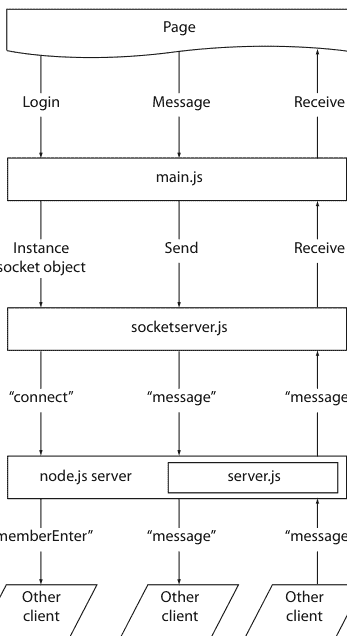 Page
Login Message Receive
main.js
Instance Send Receive
socket object
socketserver.js
“connect” “message” “message
node.js server server.js
memberEnter” “message” “message
Other Other Other
client client client